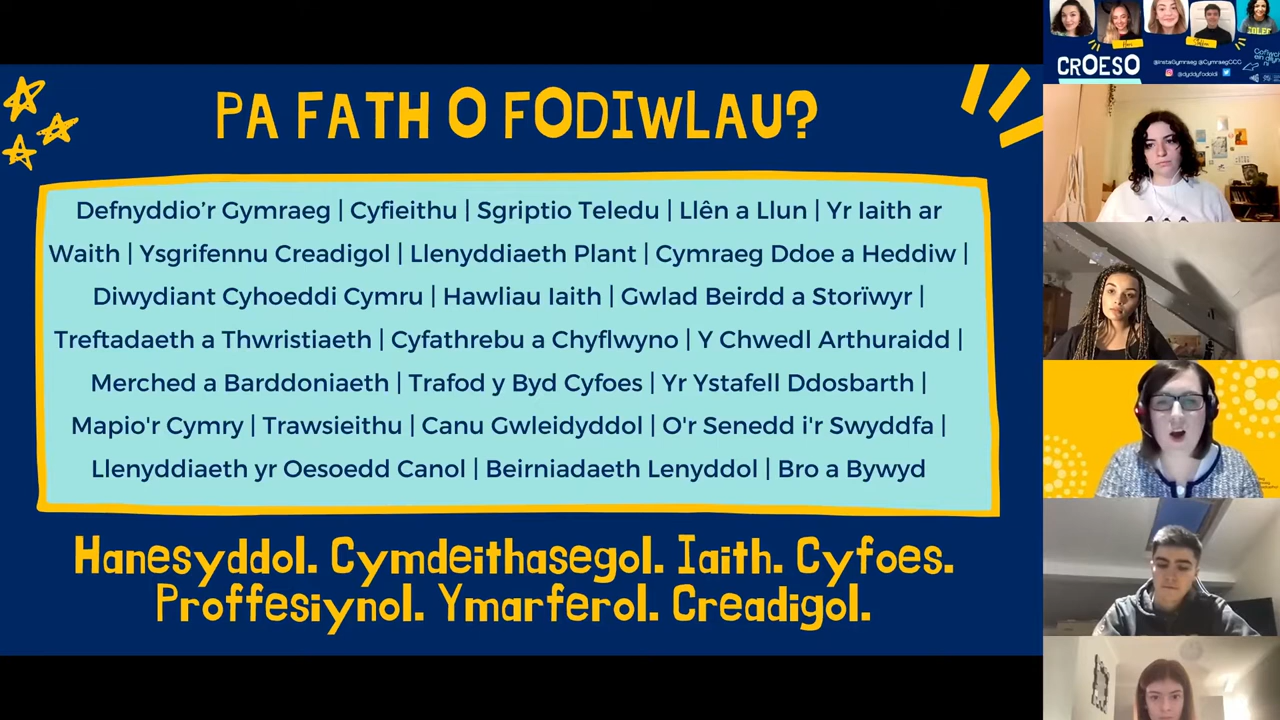 PA FATH O FODIWLAU?
Defnyddio'r Gymraeg | Cyfieithu | Sgriptio Teledu | Llên a Llun | Yr Iaith ar
Waith | Ysgrifennu Creadigol | Llenyddiaeth Plant | Cymraeg Ddoe a Heddiw |
Diwydiant Cyhoeddi Cymru | Hawliau Iaith | Gwlad Beirdd a Storïwyr |
Treftadaeth a Thwristiaeth | Cyfathrebu a Chyflwyno | Y Chwedl Arthuraidd |
Merched a Barddoniaeth | Trafod y Byd Cyfoes | Yr Ystafell Ddosbarth |
Mapio'r Cymry | Trawsieithu | Canu Gwleidyddol | O'r Senedd i'r Swyddfa |
Llenyddiaeth yr Oesoedd Canol | Beirniadaeth Lenyddol | Bro a Bywyd
Hanesyddol. Cymdeithasegol. Iaith. Cyfoes.
Proffesiynol. Ymarferol. Creadigol.
CROESO
@InstaGymraeg @CymraegCCC
@dyddyfodoldi